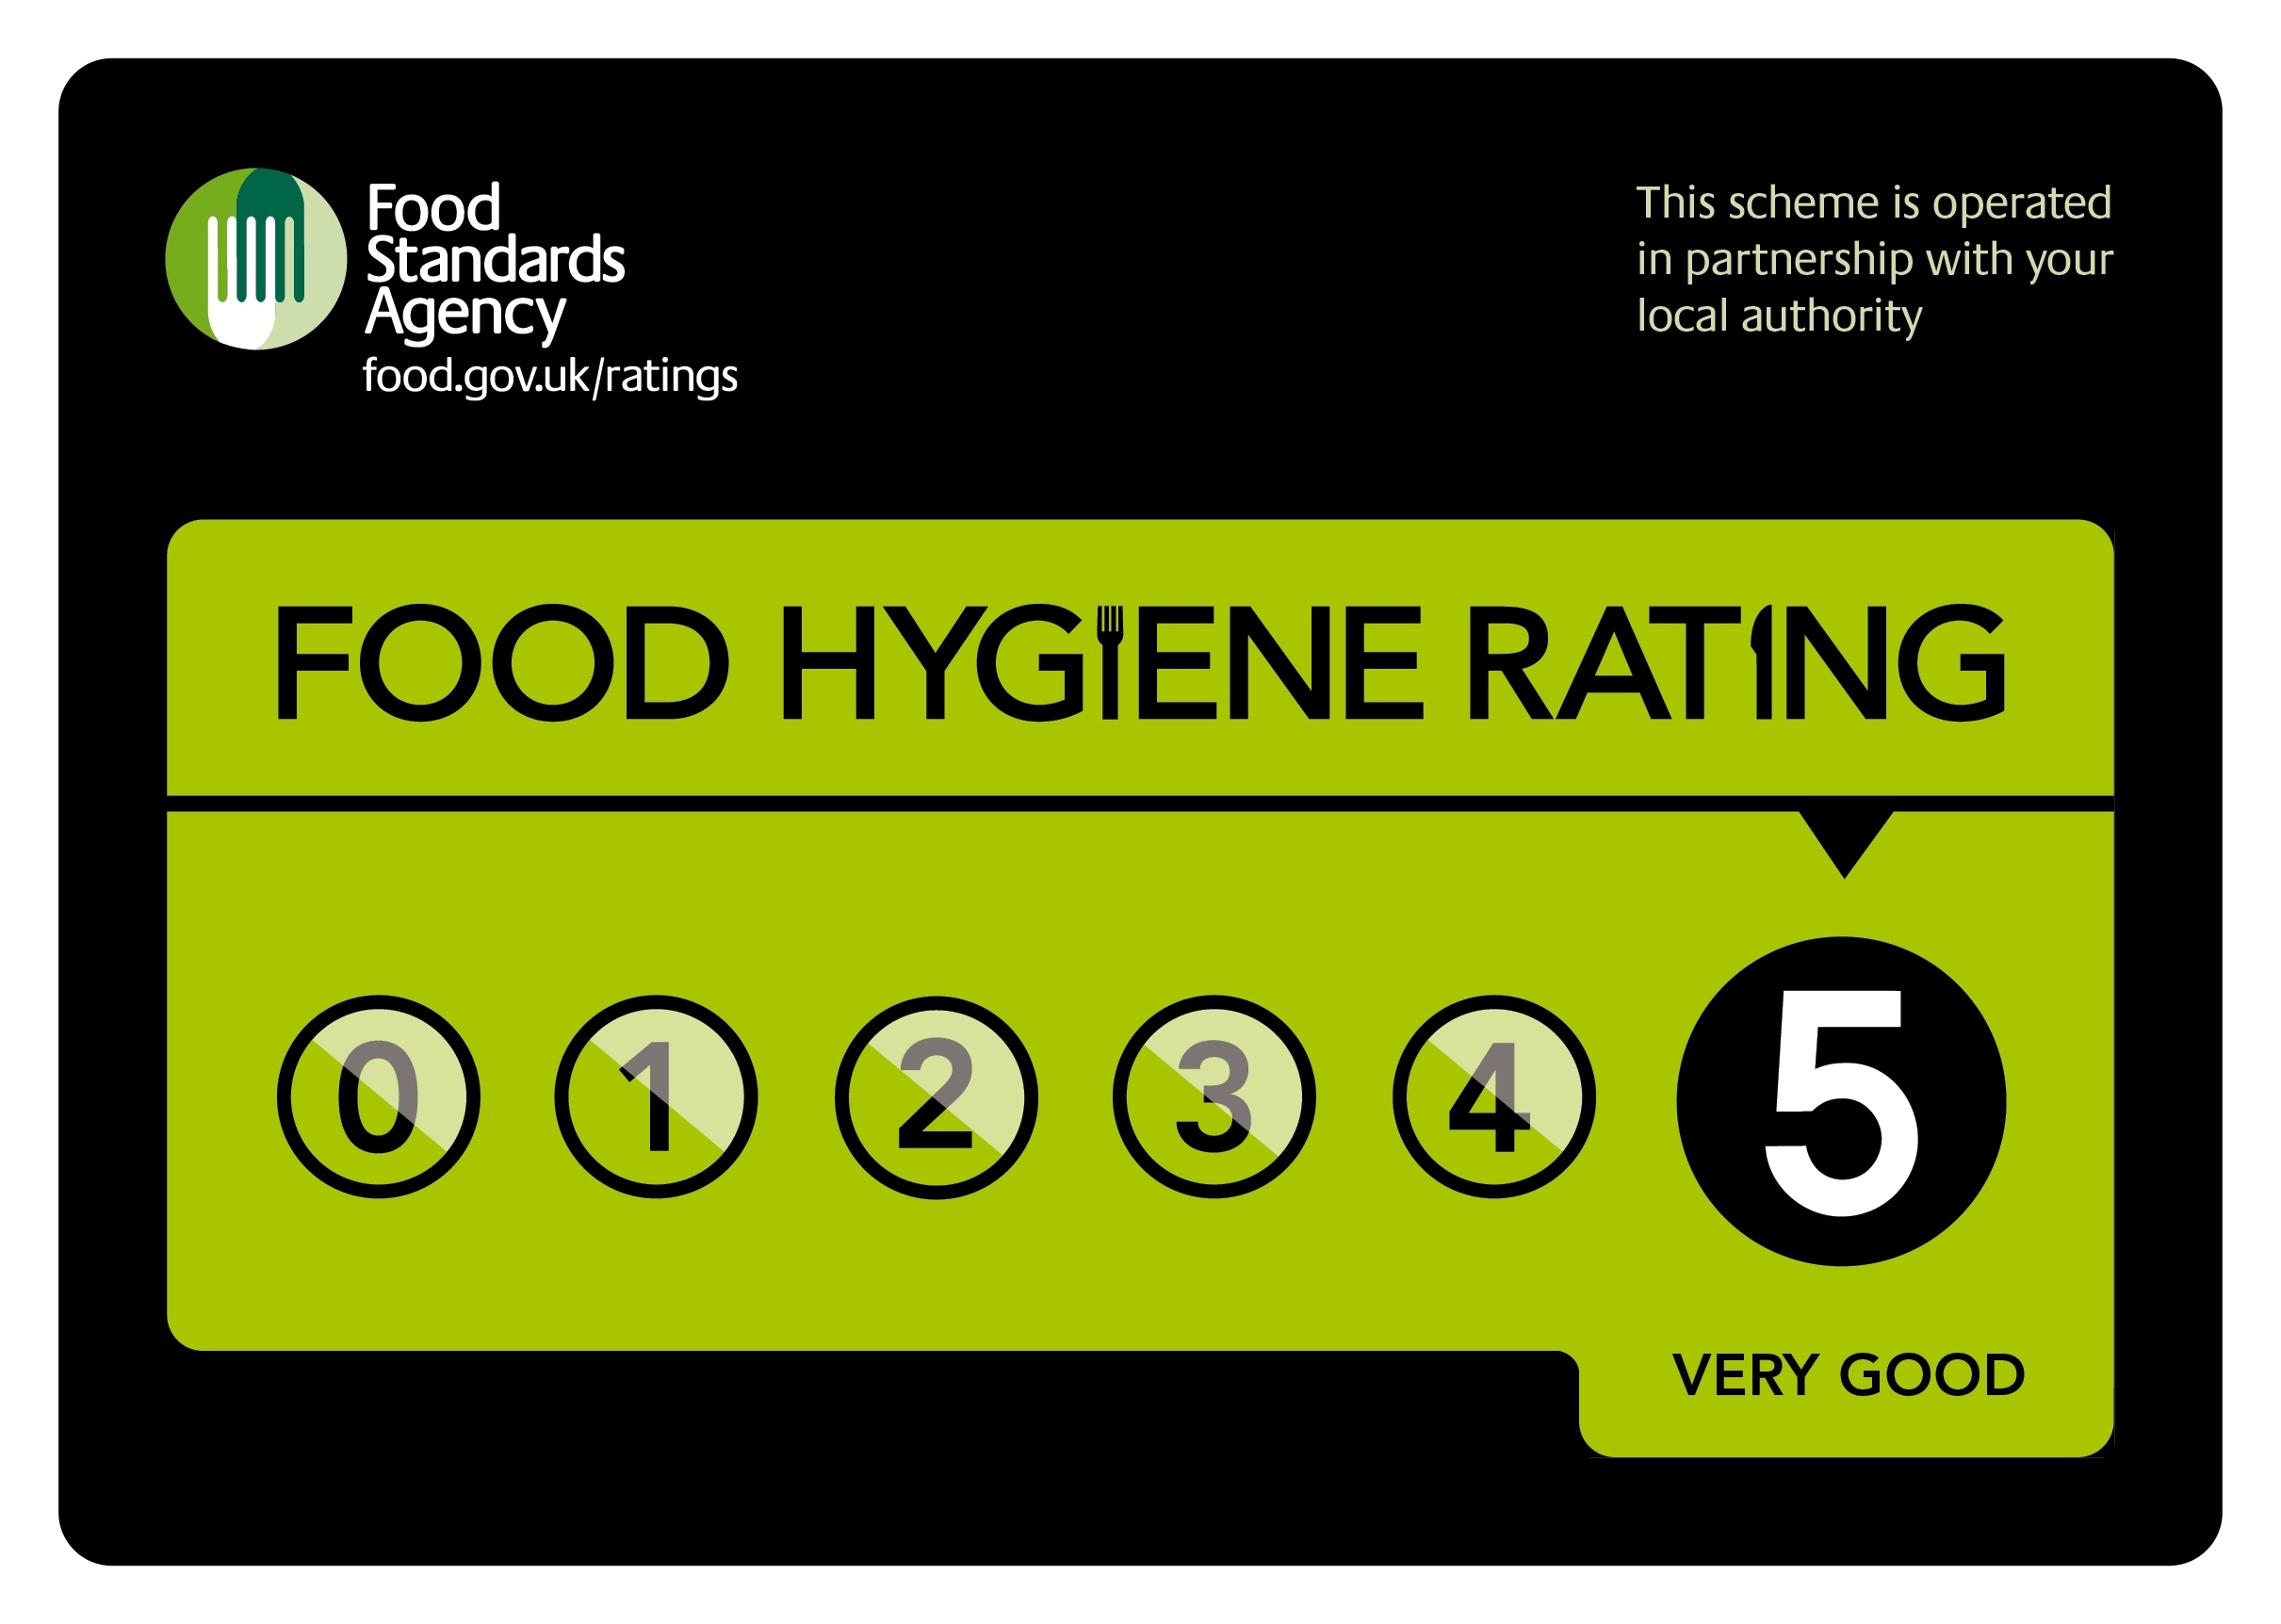 Food
Standards
Agency
food.gov.uk/ratings
This scheme is operated
in partnership with your
local authority
FOOD HYGIENE RATING
0 1 2 3 4 5
VERY GOOD